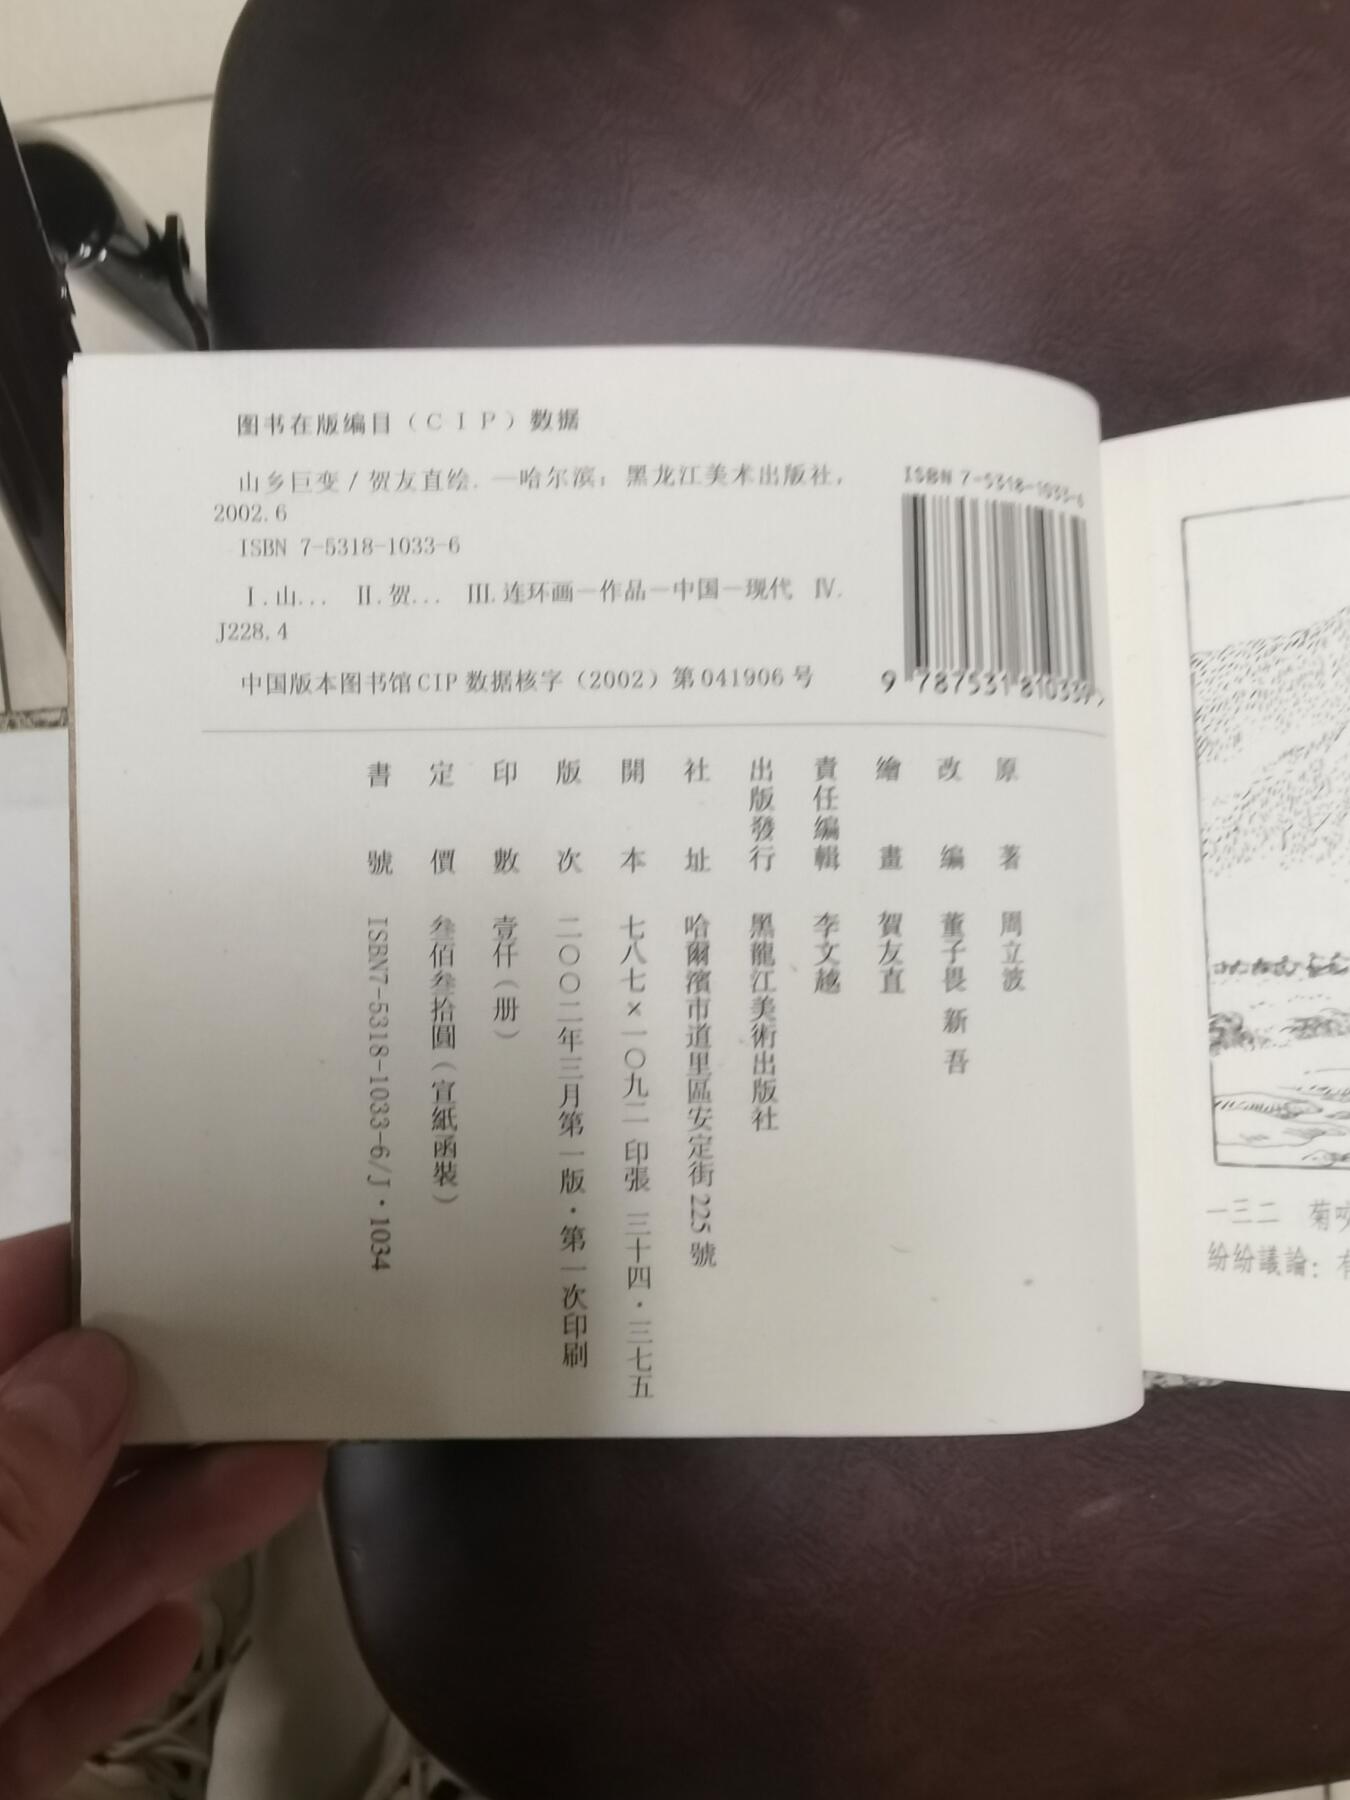 图书在版编目（CIP）数据
山乡巨变/贺友直绘.—哈尔滨：黑龙江美术出版社，
2002.6
ISBN 7-5318-1033-6
Ⅰ.山... Ⅱ.贺... Ⅲ.连环画—作品—中国—现代 Ⅳ.
J228.4
中国版本图书馆CIP数据核字（2002）第041906号
ISBN 7-5318-1033-6
9 787531 810339
原著 周立波
改编 董子畏 新吾
繪畫 賀友直
責任編輯 李文越
出版發行 黑龍江美術出版社
社址 哈爾濱市道里區安定街225號
開本 七八七×一〇九二 印張 三十四·三七五
版次 二〇〇二年三月第一版·第一次印刷
印數 壹仟（册）
定價 叁佰叁拾圓（宣紙函裝）
書號 ISBN7-5318-1033-6/J·1034
一三二 菊咬
紛紛議論：有